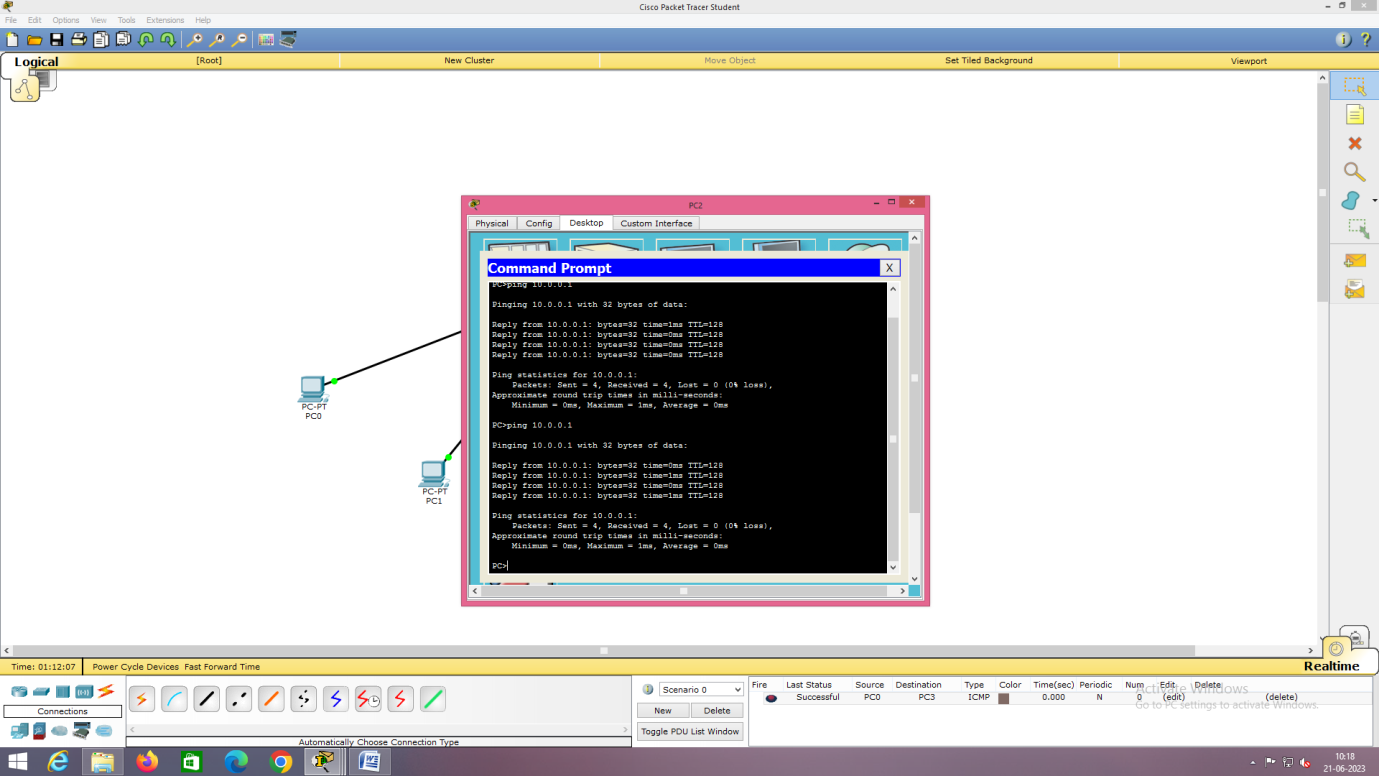 Cisco Packet Tracer Student
File Edit Options View Tools Extensions Help
Logical [Root] New Cluster Move Object Set Tiled Background Viewport
PC2
Physical Config Desktop Custom Interface
Command Prompt X
PC>ping 10.0.0.1
Pinging 10.0.0.1 with 32 bytes of data:
Reply from 10.0.0.1: bytes=32 time=1ms TTL=128
Reply from 10.0.0.1: bytes=32 time=0ms TTL=128
Reply from 10.0.0.1: bytes=32 time=0ms TTL=128
Reply from 10.0.0.1: bytes=32 time=0ms TTL=128
Ping statistics for 10.0.0.1:
Packets: Sent = 4, Received = 4, Lost = 0 (0% loss),
Approximate round trip times in milli-seconds:
Minimum = 0ms, Maximum = 1ms, Average = 0ms
PC>ping 10.0.0.1
Pinging 10.0.0.1 with 32 bytes of data:
Reply from 10.0.0.1: bytes=32 time=0ms TTL=128
Reply from 10.0.0.1: bytes=32 time=1ms TTL=128
Reply from 10.0.0.1: bytes=32 time=0ms TTL=128
Reply from 10.0.0.1: bytes=32 time=1ms TTL=128
Ping statistics for 10.0.0.1:
Packets: Sent = 4, Received = 4, Lost = 0 (0% loss),
Approximate round trip times in milli-seconds:
Minimum = 0ms, Maximum = 1ms, Average = 0ms
PC>
PC-PT
PC0
PC-PT
PC1
Time: 01:12:07 Power Cycle Devices Fast Forward Time Realtime
Connections
Automatically Choose Connection Type
Scenario 0
New Delete
Toggle PDU List Window
Fire Last Status Source Destination Type Color Time(sec) Periodic Num Edit Delete
Successful PC0 PC3 ICMP 0.000 N 0 (edit) (delete)
Activate Windows
Go to PC settings to activate Windows.
10:18
21-06-2023